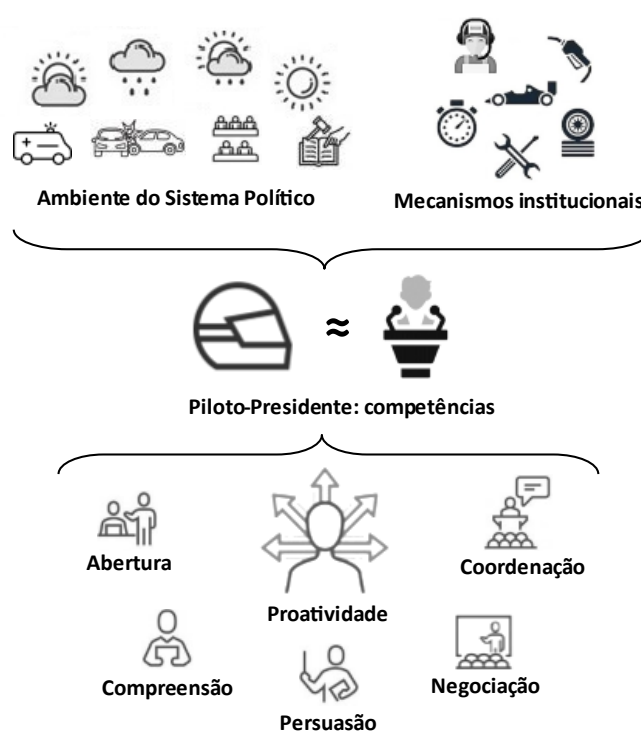 Ambiente do Sistema Político
Mecanismos institucionais
≈
Piloto-Presidente: competências
Abertura
Coordenação
Proatividade
Compreensão
Negociação
Persuasão